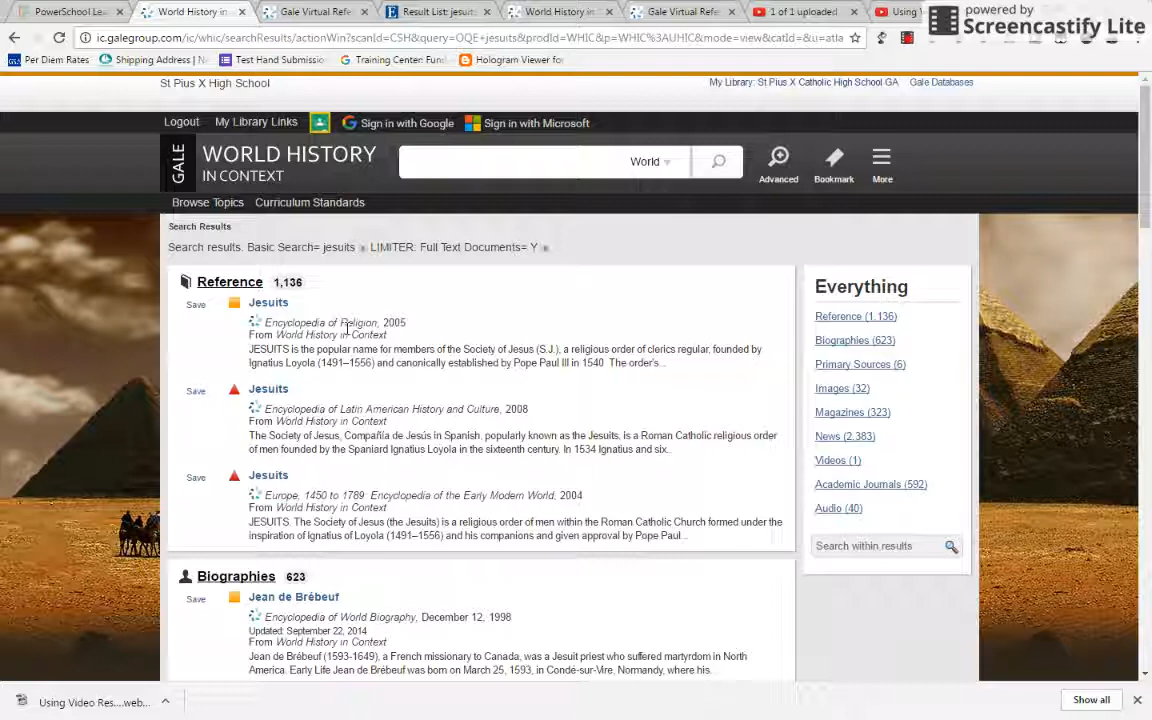 PowerSchool Le
World History in
Gale Virtual Refe
Result List: jesuit
World History in
Gale Virtual Ref
1 of 1 uploaded
Using
powered by
Screencastify Lite
ic.galegroup.com/ic/whic/searchResults/actionWin?scanId=CSH&query=OQE+jesuits&prodId=WHIC&p=WHIC%3AUHIC&mode=view&catId=&u=atla
Per Diem Rates
Shipping Address | N
Test Hand Submissio
Training Center: Fun
Hologram Viewer for
St Pius X High School
My Library: St Pius X Catholic High School GA
Gale Databases
Logout
My Library Links
Sign in with Google
Sign in with Microsoft
GALE
WORLD HISTORY
IN CONTEXT
World
Advanced
Bookmark
More
Browse Topics
Curriculum Standards
Search Results
Search results. Basic Search= jesuits LIMITER: Full Text Documents= Y
Reference 1,136
Save
Jesuits
Encyclopedia of Religion, 2005
From World History in Context
JESUITS is the popular name for members of the Society of Jesus (S.J.), a religious order of clerics regular, founded by
Ignatius Loyola (1491–1556) and canonically established by Pope Paul III in 1540 The order's...
Save
Jesuits
Encyclopedia of Latin American History and Culture, 2008
From World History in Context
The Society of Jesus, Compañía de Jesús in Spanish, popularly known as the Jesuits, is a Roman Catholic religious order
of men founded by the Spaniard Ignatius Loyola in the sixteenth century. In 1534 Ignatius and six..
Save
Jesuits
Europe, 1450 to 1789: Encyclopedia of the Early Modern World, 2004
From World History in Context
JESUITS. The Society of Jesus (the Jesuits) is a religious order of men within the Roman Catholic Church formed under the
inspiration of Ignatius of Loyola (1491–1556) and his companions and given approval by Pope Paul...
Biographies 623
Save
Jean de Brébeuf
Encyclopedia of World Biography, December 12, 1998
Updated: September 22, 2014
From World History in Context
Jean de Brébeuf (1593-1649), a French missionary to Canada, was a Jesuit priest who suffered martyrdom in North
America. Early Life Jean de Brébeuf was born on March 25, 1593, in Condé-sur-Vire, Normandy, where his.
Everything
Reference (1,136)
Biographies (623)
Primary Sources (6)
Images (32)
Magazines (323)
News (2,383)
Videos (1)
Academic Journals (592)
Audio (40)
Search within results
Using Video Res....web...
Show all